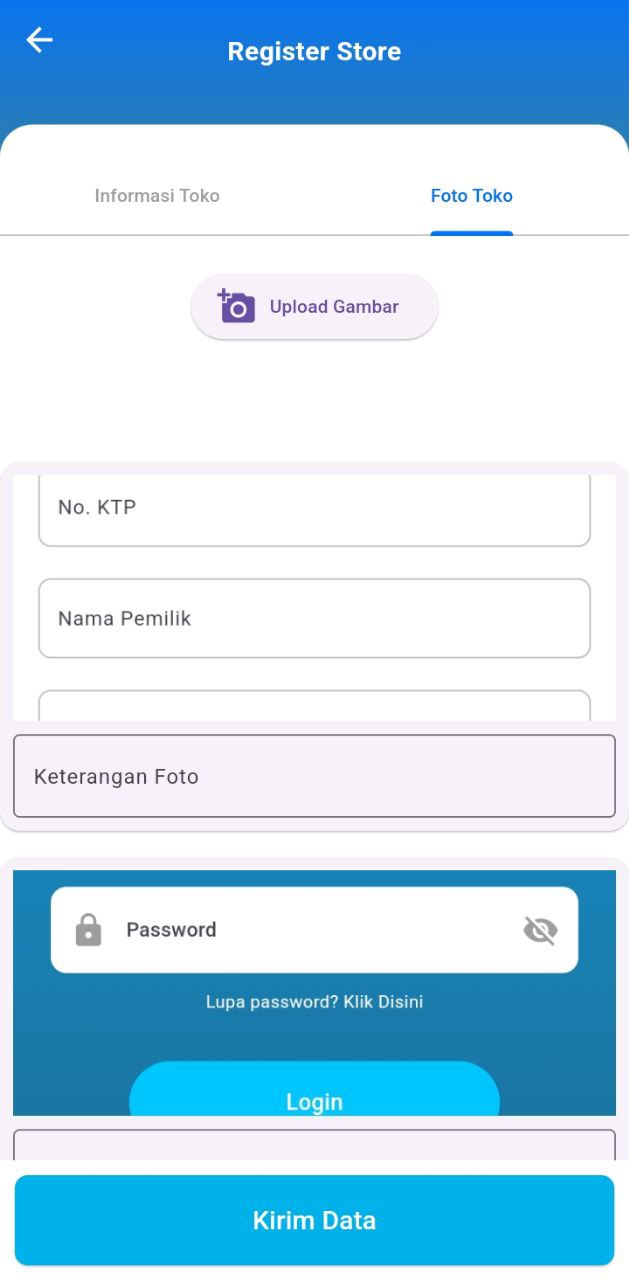 Register Store
Informasi Toko
Foto Toko
Upload Gambar
No. KTP
Nama Pemilik
Keterangan Foto
Password
Lupa password? Klik Disini
Login
Kirim Data